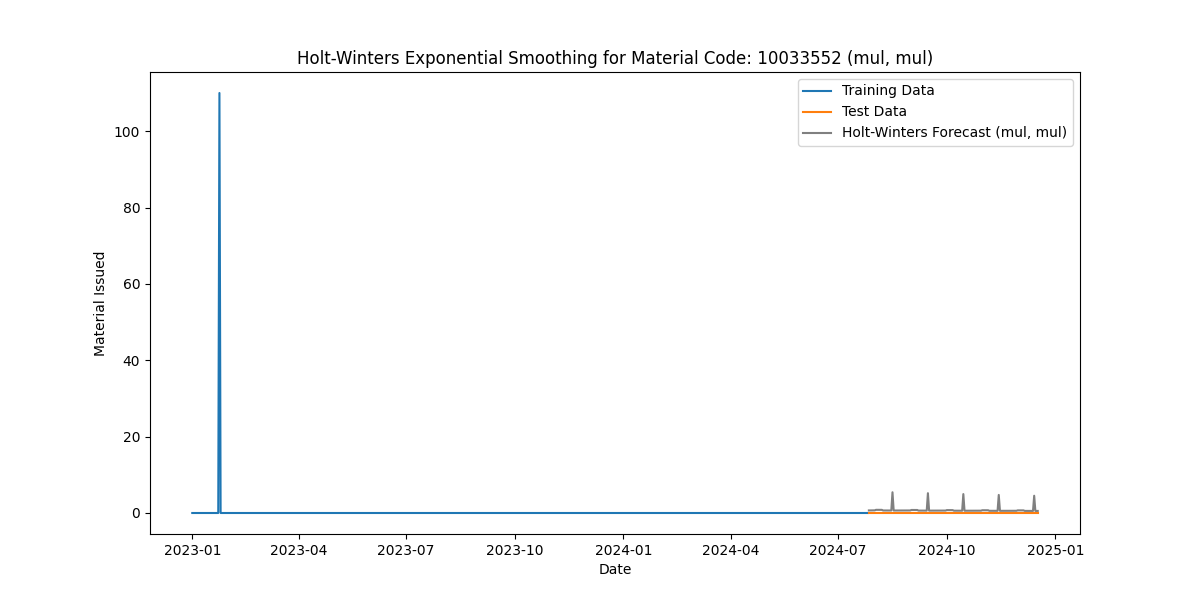 Holt-Winters Exponential Smoothing for Material Code: 10033552 (mul, mul)
Training Data
Test Data
Holt-Winters Forecast (mul, mul)
Material Issued
100
80
60
40
20
0
2023-01 2023-04 2023-07 2023-10 2024-01 2024-04 2024-07 2024-10 2025-01
Date